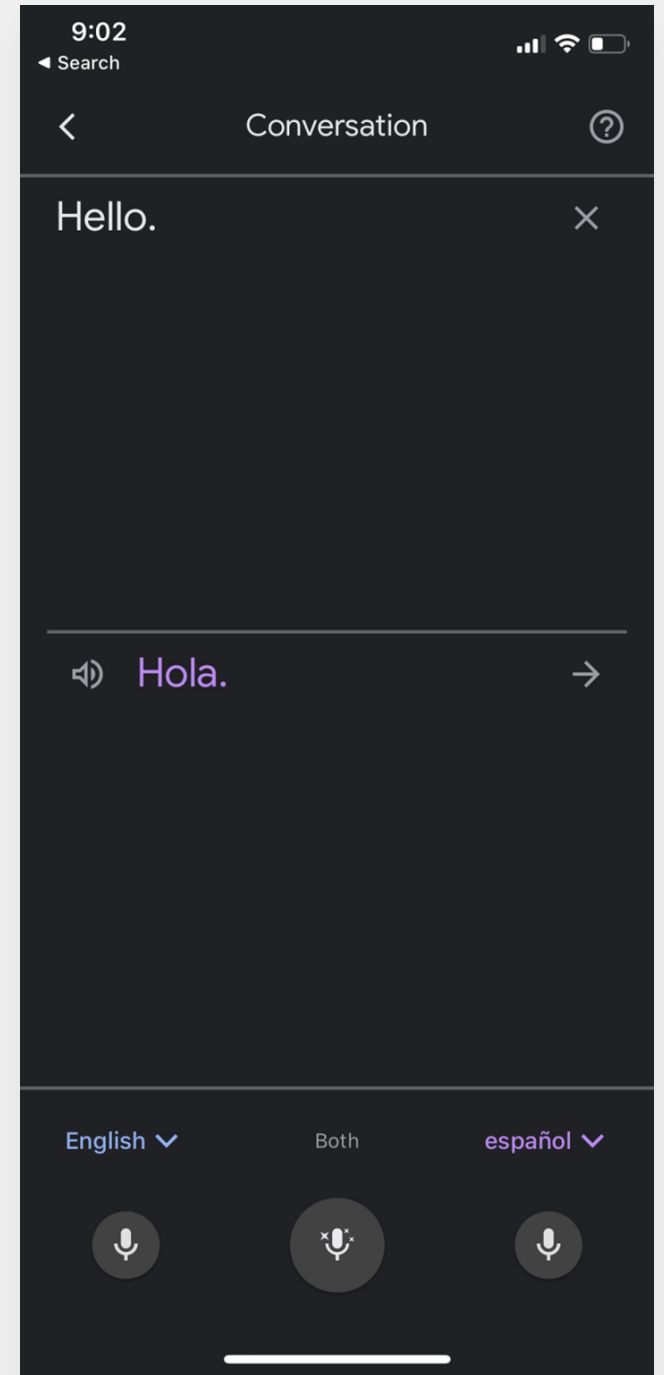 9:02
◀ Search
Conversation
Hello.
Hola.
English Both español